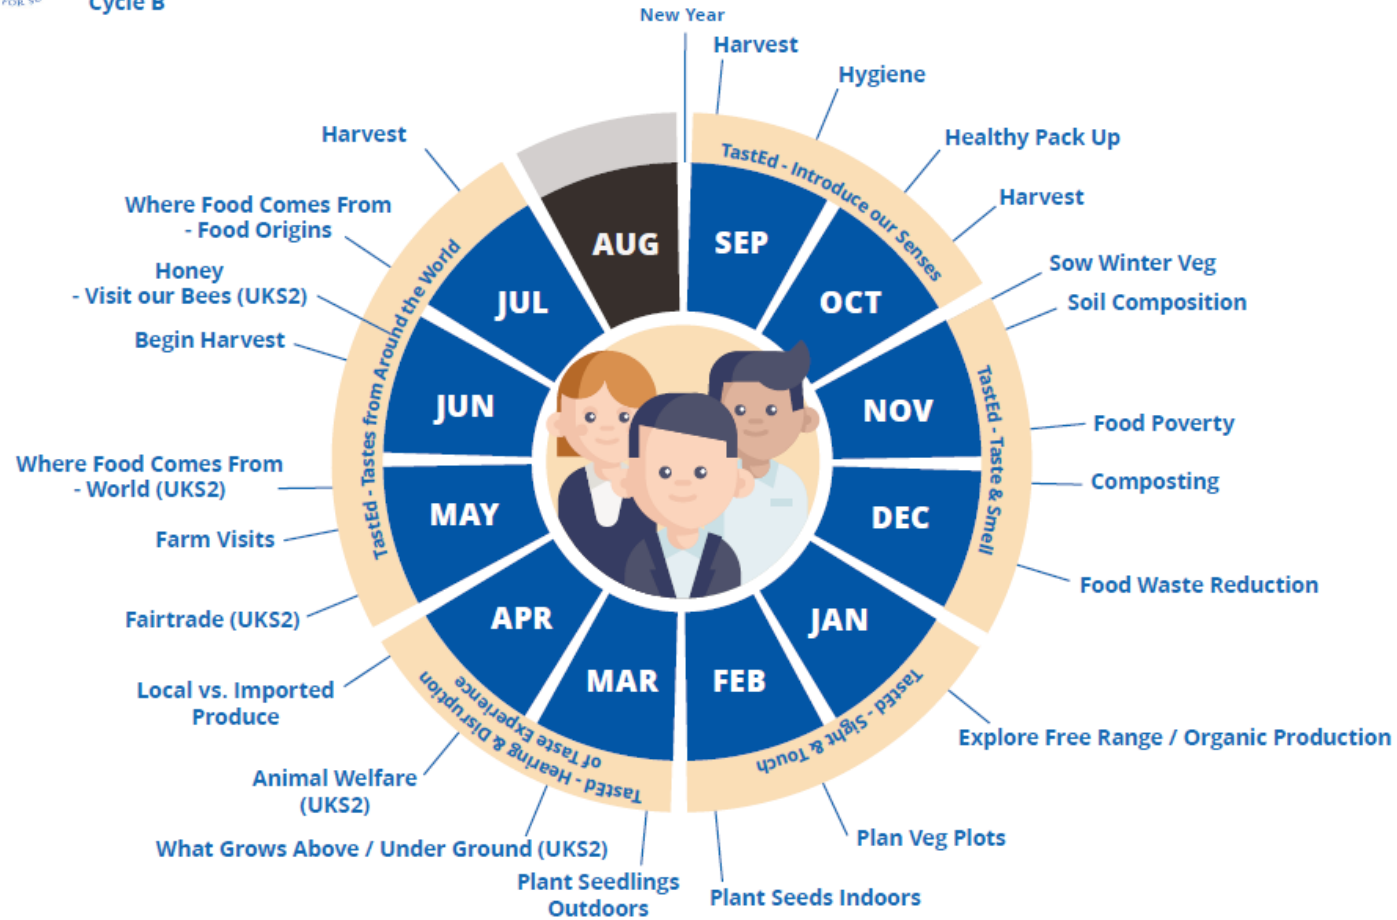 Cycle B
New Year
Harvest
Hygiene
Healthy Pack Up
Harvest
Sow Winter Veg
Soil Composition
Food Poverty
Composting
Food Waste Reduction
Explore Free Range / Organic Production
Plan Veg Plots
Plant Seeds Indoors
Plant Seedlings
Outdoors
What Grows Above / Under Ground (UKS2)
Animal Welfare
(UKS2)
Local vs. Imported
Produce
Fairtrade (UKS2)
Farm Visits
Where Food Comes From
- World (UKS2)
Begin Harvest
Honey
- Visit our Bees (UKS2)
Where Food Comes From
- Food Origins
Harvest
TastEd - Introduce our Senses
TastEd - Taste & Smell
TastEd - Sight & Touch
TastEd - Hearing & Disruption
of Taste Experience
TastEd - Tastes from Around the World
SEP
OCT
NOV
DEC
JAN
FEB
MAR
APR
MAY
JUN
JUL
AUG